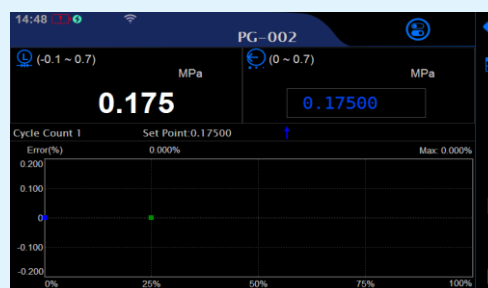 14:48
PG-002
L (-0.1 ~ 0.7)
MPa
0.175
(0 ~ 0.7)
MPa
0.17500
Cycle Count 1 Set Point:0.17500
Error(%) 0.000% Max: 0.000%
0.200
0.100
0
-0.100
-0.200
0% 25% 50% 75% 100%